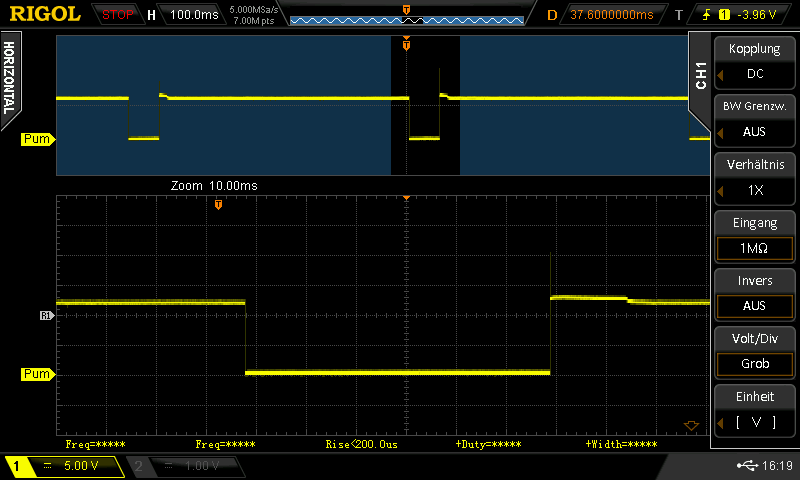 RIGOL STOP H 100.0ms 5.000MSa/s 7.00M pts D 37.6000000ms T 1 -3.96 V
HORIZONTAL
T
T
CH1
Kopplung
DC
BW Grenzw.
AUS
Verhältnis
1X
Eingang
1MΩ
Invers
AUS
Volt/Div
Grob
Einheit
[ V ]
Pum
Zoom 10.00ms
T
R1
Pum
Freq=***** Freq=***** Rise<200.0us +Duty=***** +Width=*****
1 5.00 V 2 1.00 V 16:19